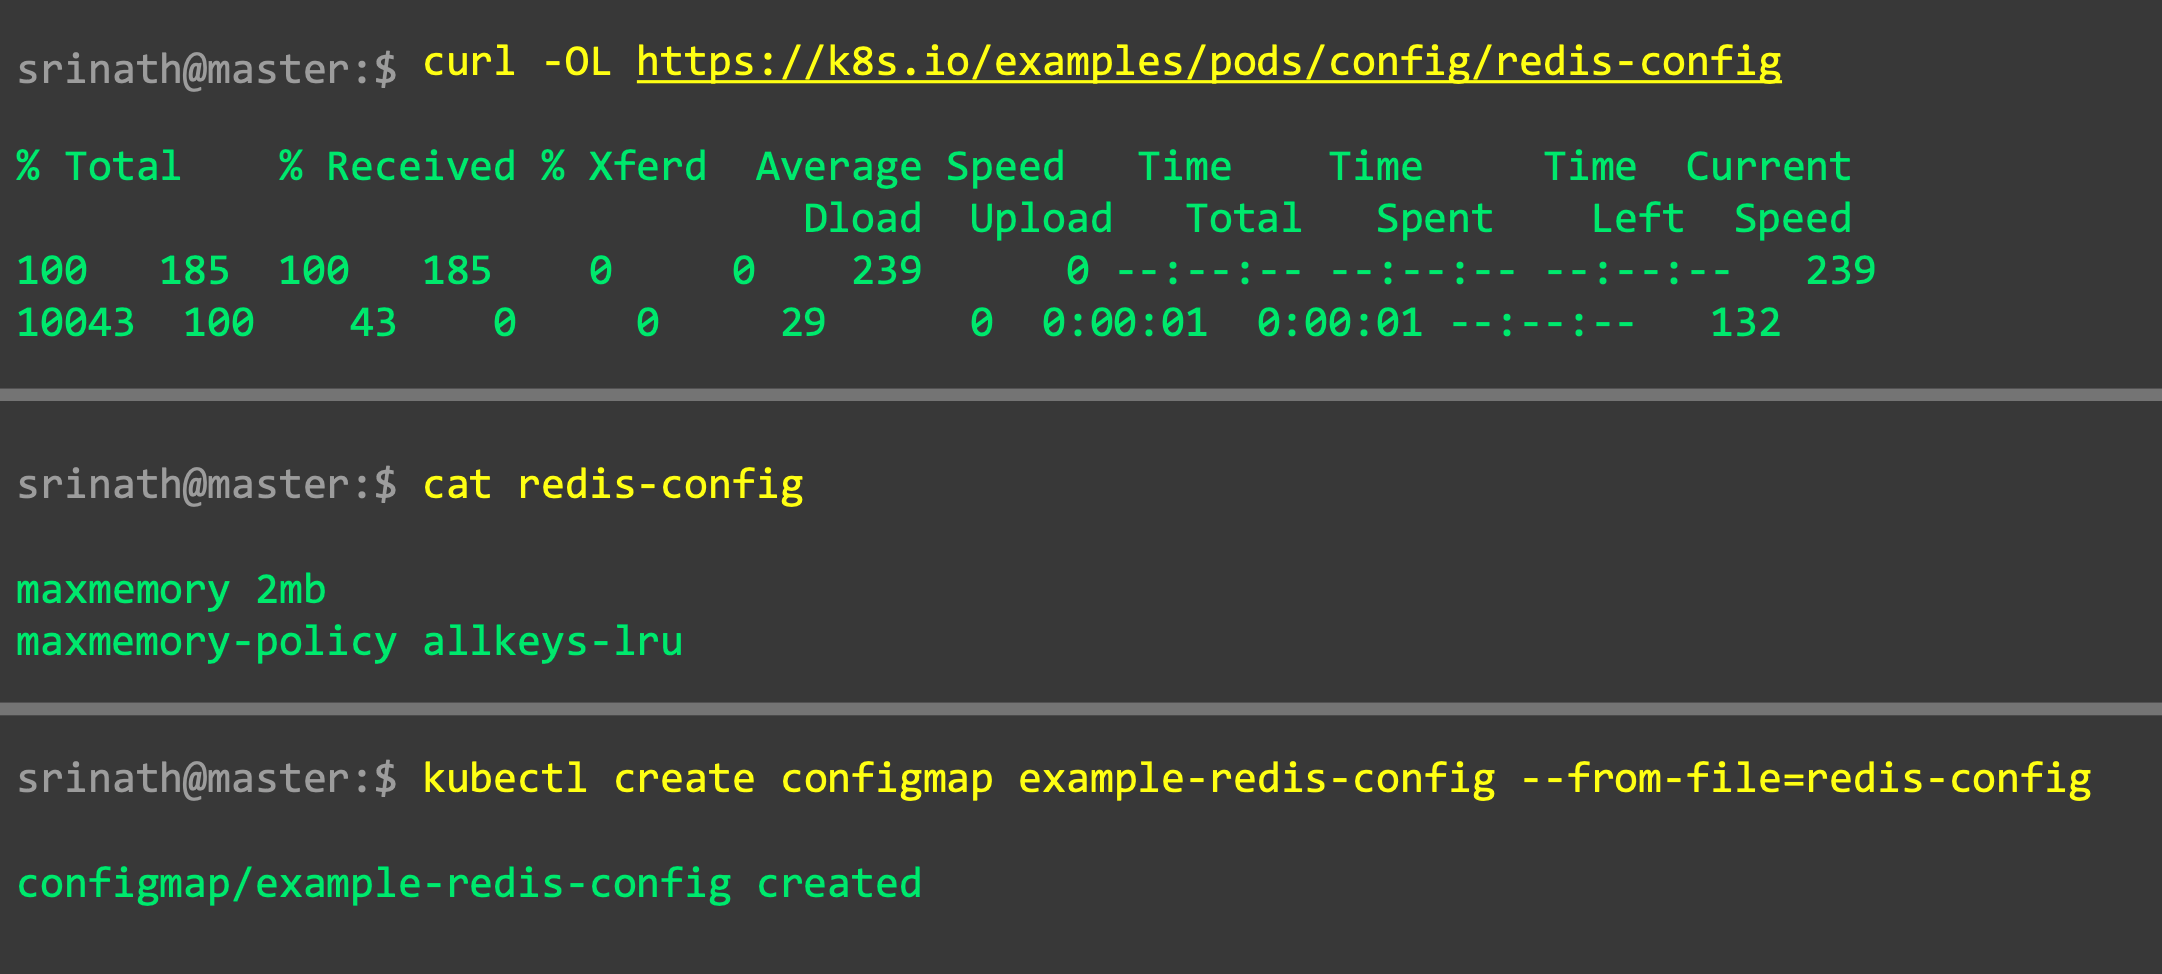 srinath@master:$ curl -OL https://k8s.io/examples/pods/config/redis-config
% Total    % Received % Xferd  Average Speed   Time    Time     Time  Current
                                 Dload  Upload   Total   Spent    Left  Speed
100   185  100   185    0     0    239      0 --:--:-- --:--:-- --:--:--   239
10043  100    43    0     0     29      0  0:00:01  0:00:01 --:--:--   132
srinath@master:$ cat redis-config
maxmemory 2mb
maxmemory-policy allkeys-lru
srinath@master:$ kubectl create configmap example-redis-config --from-file=redis-config
configmap/example-redis-config created